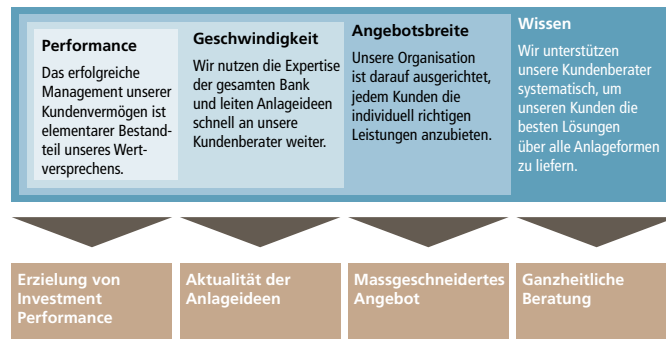 Performance
Das erfolgreiche
Management unserer
Kundenvermögen ist
elementarer Bestand-
teil unseres Wert-
versprechens.
Geschwindigkeit
Wir nutzen die Expertise
der gesamten Bank
und leiten Anlageideen
schnell an unsere
Kundenberater weiter.
Angebotsbreite
Unsere Organisation
ist darauf ausgerichtet,
jedem Kunden die
individuell richtigen
Leistungen anzubieten.
Wissen
Wir unterstützen
unsere Kundenberater
systematisch, um
unseren Kunden die
besten Lösungen
über alle Anlageformen
zu liefern.
Erzielung von
Investment
Performance
Aktualität der
Anlageideen
Massgeschneidertes
Angebot
Ganzheitliche
Beratung